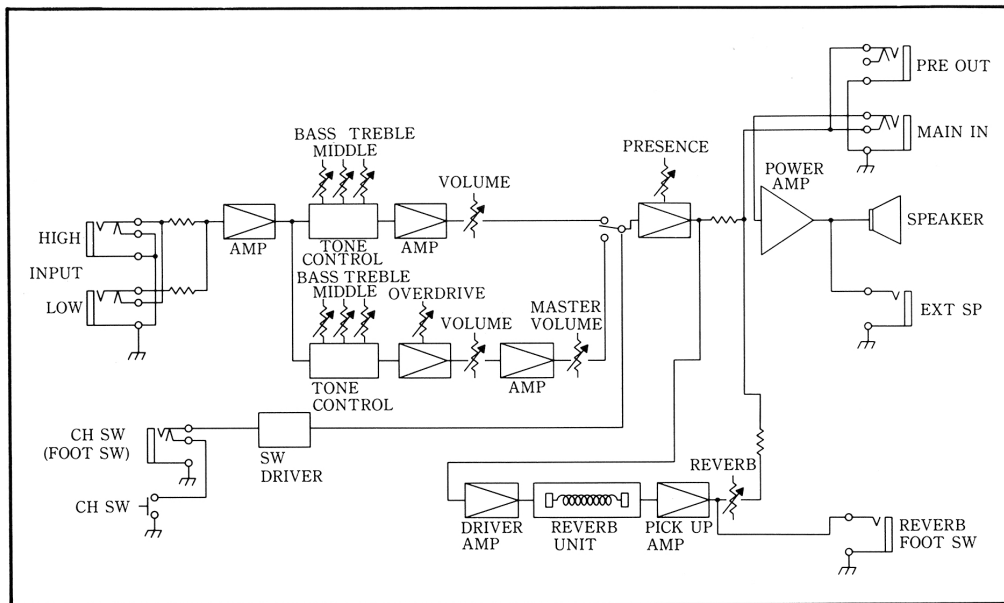 PRE OUT
MAIN IN
BASS TREBLE
MIDDLE
PRESENCE
VOLUME
POWER
AMP
HIGH
INPUT
LOW
AMP
TONE
CONTROL
AMP
SPEAKER
BASS TREBLE
MIDDLE
OVERDRIVE
VOLUME
MASTER
VOLUME
EXT SP
TONE
CONTROL
AMP
CH SW
(FOOT SW)
SW
DRIVER
CH SW
REVERB
DRIVER
AMP
REVERB
UNIT
PICK UP
AMP
REVERB
FOOT SW